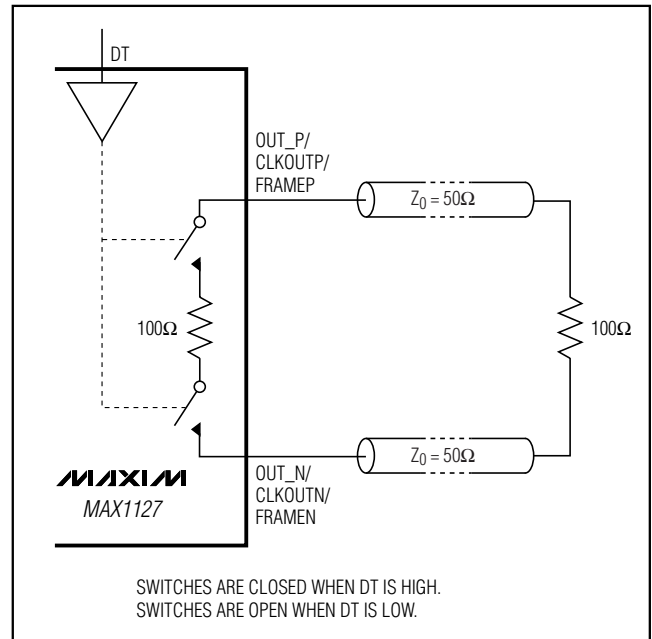 DT
OUT_P/
CLKOUTP/
FRAMEP
Z0 = 50Ω
100Ω
100Ω
Z0 = 50Ω
OUT_N/
CLKOUTN/
FRAMEN
MAXIM
MAX1127
SWITCHES ARE CLOSED WHEN DT IS HIGH.
SWITCHES ARE OPEN WHEN DT IS LOW.